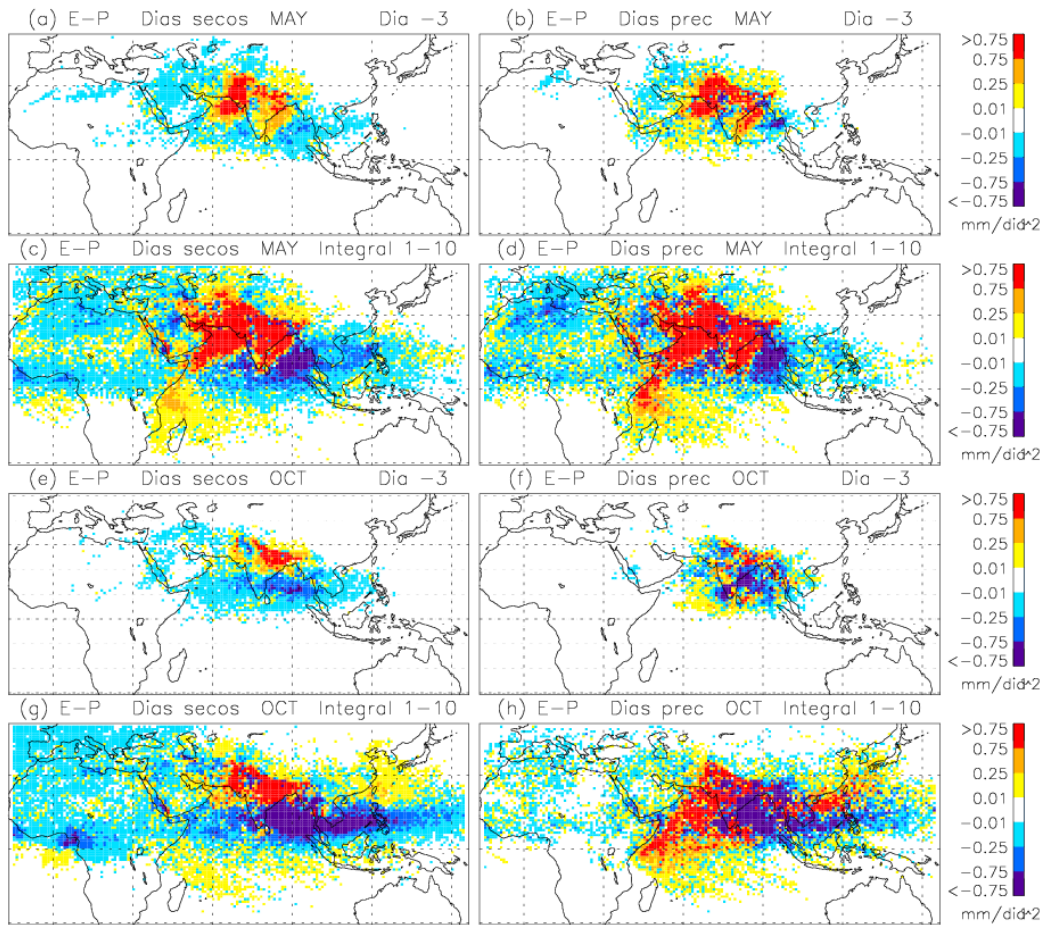 (a) E-P Dias secos MAY Dia -3
(b) E-P Dias prec MAY Dia -3
>0.75
0.75
0.25
0.01
-0.01
-0.25
-0.75
<-0.75
mm/dia^2
(c) E-P Dias secos MAY Integral 1-10
(d) E-P Dias prec MAY Integral 1-10
>0.75
0.75
0.25
0.01
-0.01
-0.25
-0.75
<-0.75
mm/dia^2
(e) E-P Dias secos OCT Dia -3
(f) E-P Dias prec OCT Dia -3
>0.75
0.75
0.25
0.01
-0.01
-0.25
-0.75
<-0.75
mm/dia^2
(g) E-P Dias secos OCT Integral 1-10
(h) E-P Dias prec OCT Integral 1-10
>0.75
0.75
0.25
0.01
-0.01
-0.25
-0.75
<-0.75
mm/dia^2